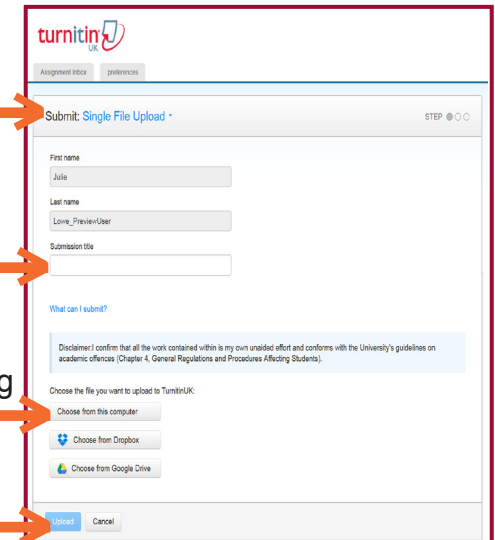 turnitin
UK
Assignment Inbox preferences
Submit: Single File Upload STEP
First name
Julie
Last name
Lowe_PreviewUser
Submission title
What can I submit?
Disclaimer:I confirm that all the work contained within is my own unaided effort and conforms with the University's guidelines on
academic offences (Chapter 4, General Regulations and Procedures Affecting Students).
g
Choose the file you want to upload to TurnitinUK:
Choose from this computer
Choose from Dropbox
Choose from Google Drive
Upload Cancel